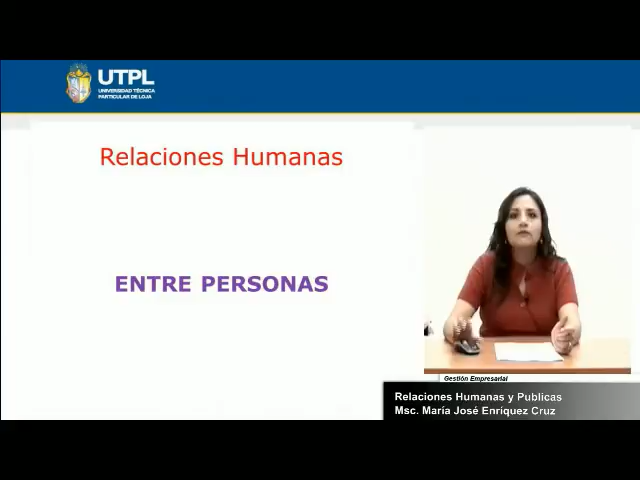 UTPL
UNIVERSIDAD TÉCNICA
PARTICULAR DE LOJA
Relaciones Humanas
ENTRE PERSONAS
Gestión Empresarial
Relaciones Humanas y Publicas
Msc. María José Enríquez Cruz